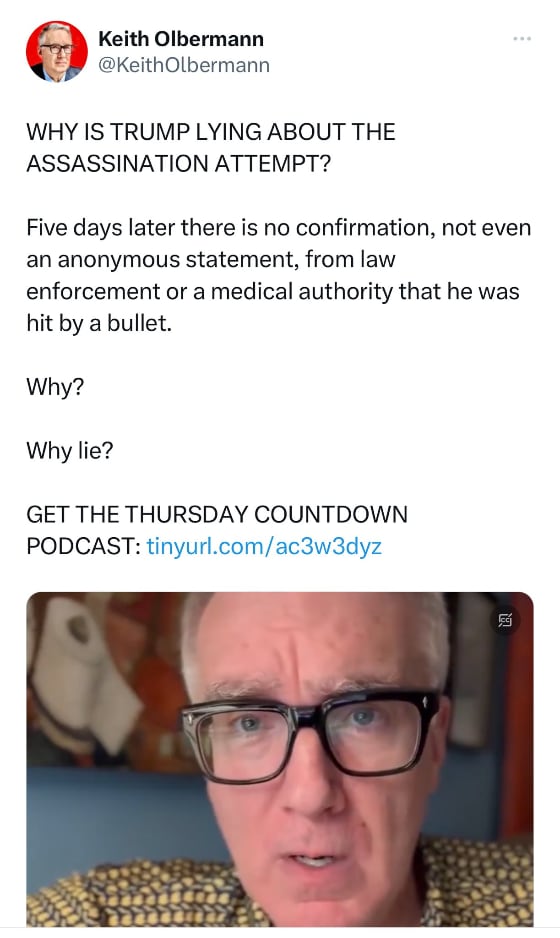 Keith Olbermann
@KeithOlbermann
WHY IS TRUMP LYING ABOUT THE
ASSASSINATION ATTEMPT?
Five days later there is no confirmation, not even
an anonymous statement, from law
enforcement or a medical authority that he was
hit by a bullet.
Why?
Why lie?
GET THE THURSDAY COUNTDOWN
PODCAST: tinyurl.com/ac3w3dyz